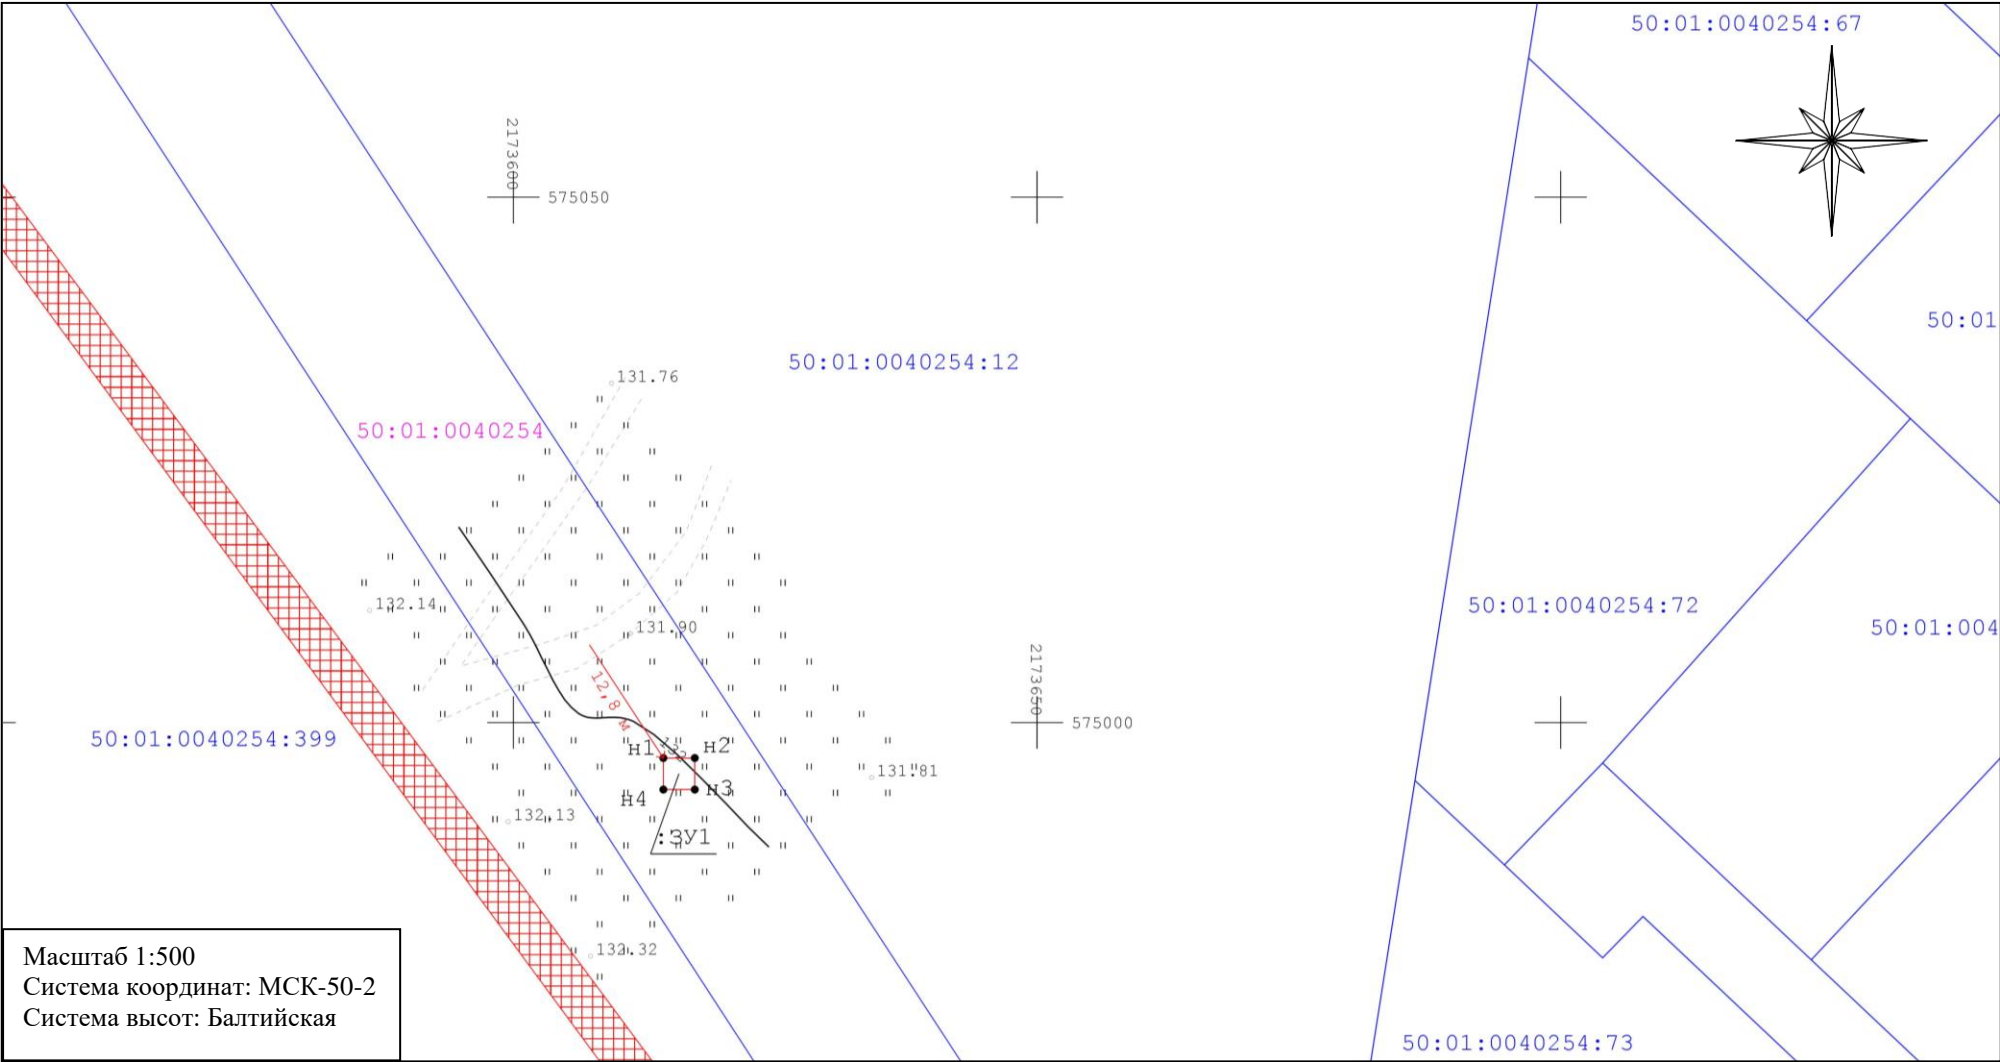 50:01:0040254:67
2173600
575050
50:01
50:01:0040254:12
131.76
50:01:0040254
132.14
50:01:0040254:72
131.90
50:01:004
2173650
12,8 м
575000
50:01:0040254:399
н1
132
н2
131.81
н4
н3
132.13
:ЗУ1
132.32
Масштаб 1:500
Система координат: МСК-50-2
Система высот: Балтийская
50:01:0040254:73